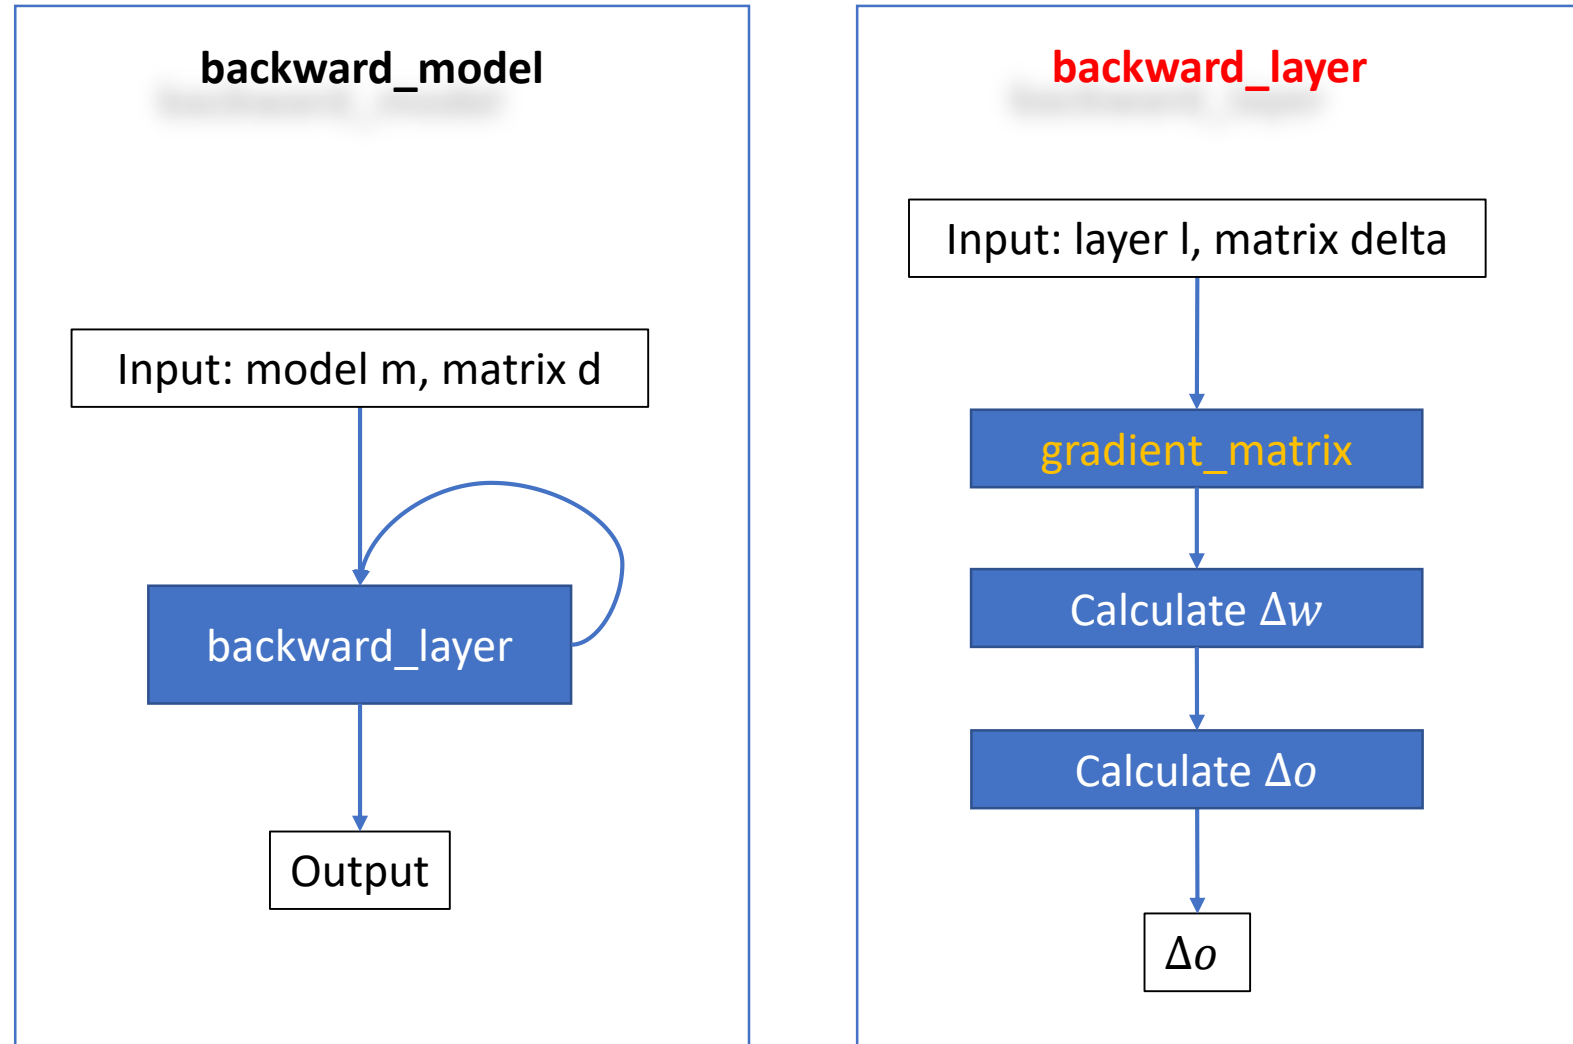 backward_model
Input: model m, matrix d
backward_layer
Output
backward_layer
Input: layer l, matrix delta
gradient_matrix
Calculate Δw
Calculate Δo
Δo